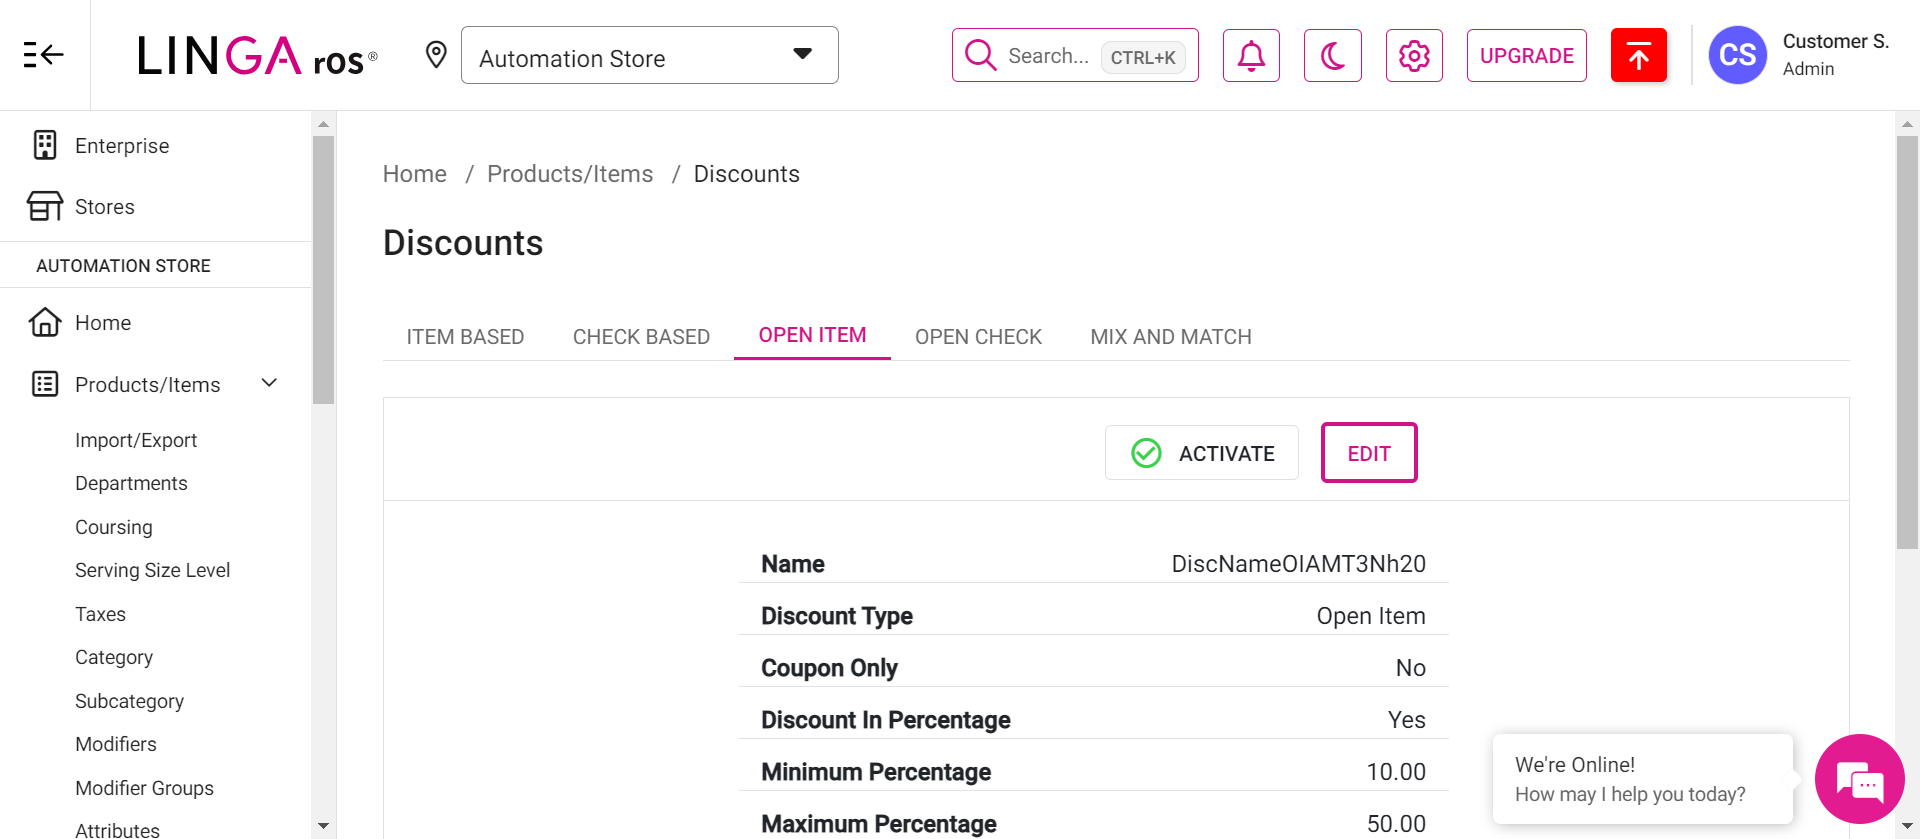 LINGA ros®
Automation Store
Search... CTRL+K
UPGRADE
CS
Customer S.
Admin
Enterprise
Stores
AUTOMATION STORE
Home
Products/Items
Import/Export
Departments
Coursing
Serving Size Level
Taxes
Category
Subcategory
Modifiers
Modifier Groups
Attributes
Home / Products/Items / Discounts
Discounts
ITEM BASED CHECK BASED OPEN ITEM OPEN CHECK MIX AND MATCH
ACTIVATE EDIT
Name DiscNameOIAMT3Nh20
Discount Type Open Item
Coupon Only No
Discount In Percentage Yes
Minimum Percentage 10.00
Maximum Percentage 50.00
We're Online!
How may I help you today?